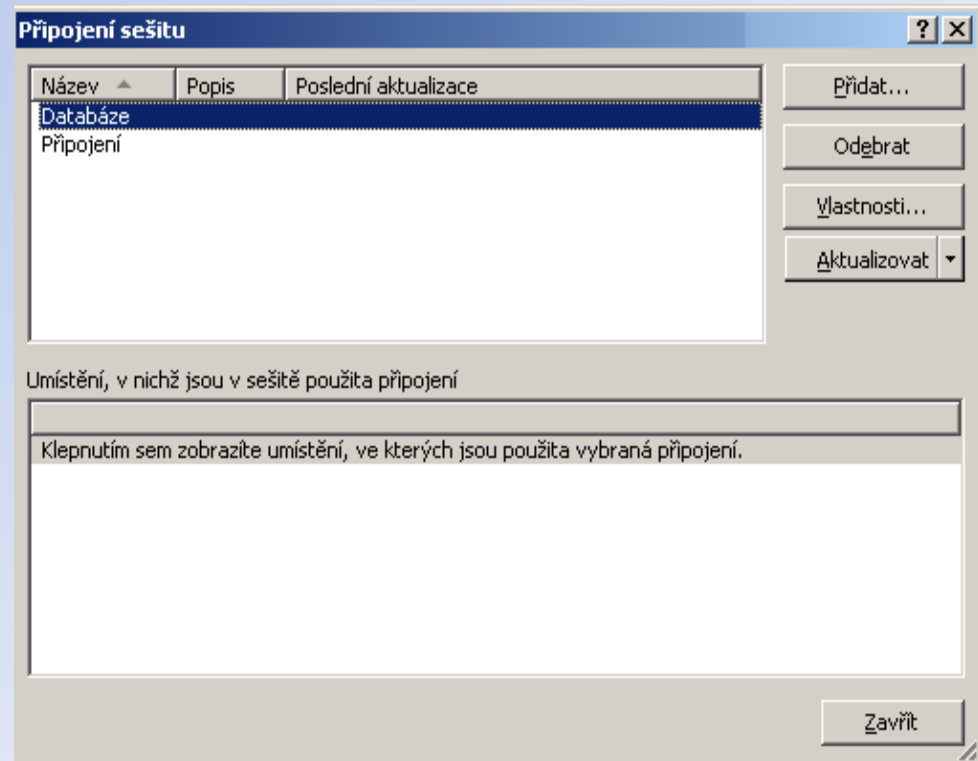 Připojení sešitu
Název Popis Poslední aktualizace
Databáze
Připojení
Přidat...
Odebrat
Vlastnosti...
Aktualizovat
Umístění, v nichž jsou v sešitě použita připojení
Klepnutím sem zobrazíte umístění, ve kterých jsou použita vybraná připojení.
Zavřít